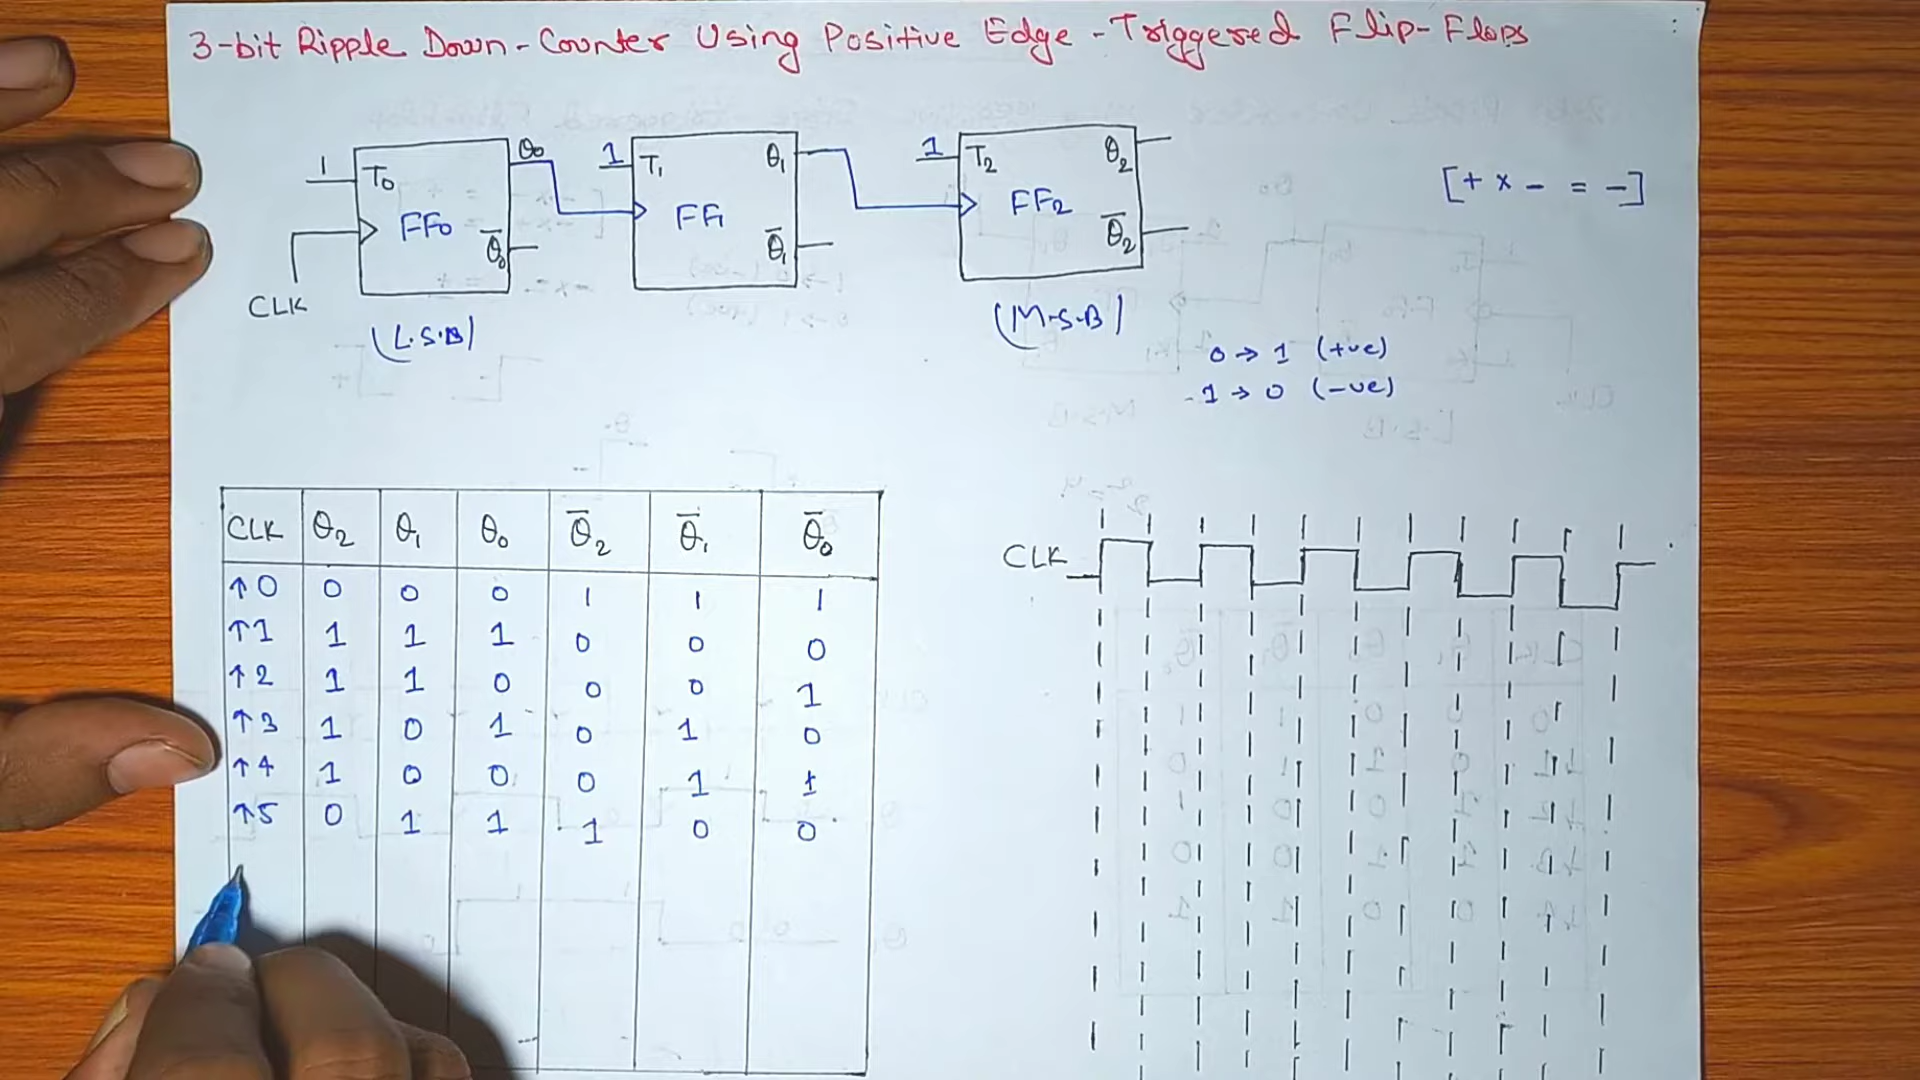 3-bit Ripple Down-Counter Using Positive Edge-Triggered Flip-Flops
1 T0 Q0 1 T1 Q1 1 T2 Q2
[+ x - = -]
FF0 FF1 FF2
Q̅0 Q̅1 Q̅2
CLK
(L.S.B) (M.S.B)
0 → 1 (+ve)
1 → 0 (-ve)
CLK Q2 Q1 Q0 Q̅2 Q̅1 Q̅0
↑0 0 0 0 1 1 1
↑1 1 1 1 0 0 0
↑2 1 1 0 0 0 1
↑3 1 0 1 0 1 0
↑4 1 0 0 0 1 1
↑5 0 1 1 1 0 0
CLK